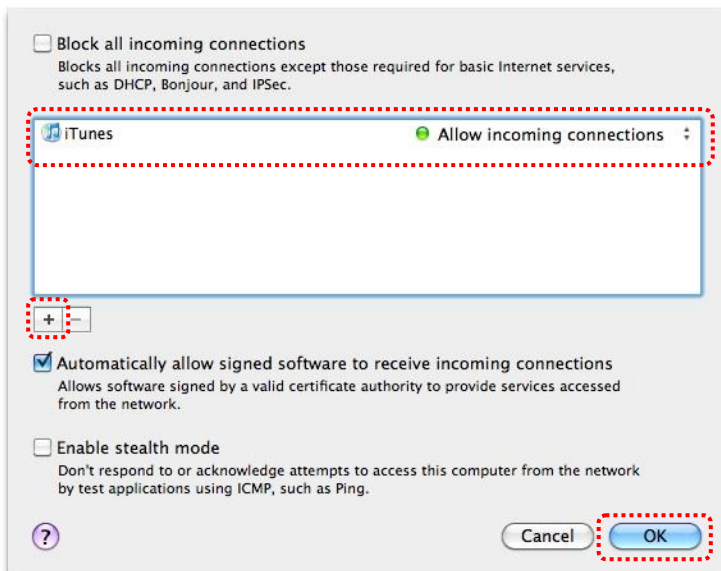 Block all incoming connections
Blocks all incoming connections except those required for basic Internet services,
such as DHCP, Bonjour, and IPSec.
iTunes Allow incoming connections
+ −
Automatically allow signed software to receive incoming connections
Allows software signed by a valid certificate authority to provide services accessed
from the network.
Enable stealth mode
Don't respond to or acknowledge attempts to access this computer from the network
by test applications using ICMP, such as Ping.
? Cancel OK